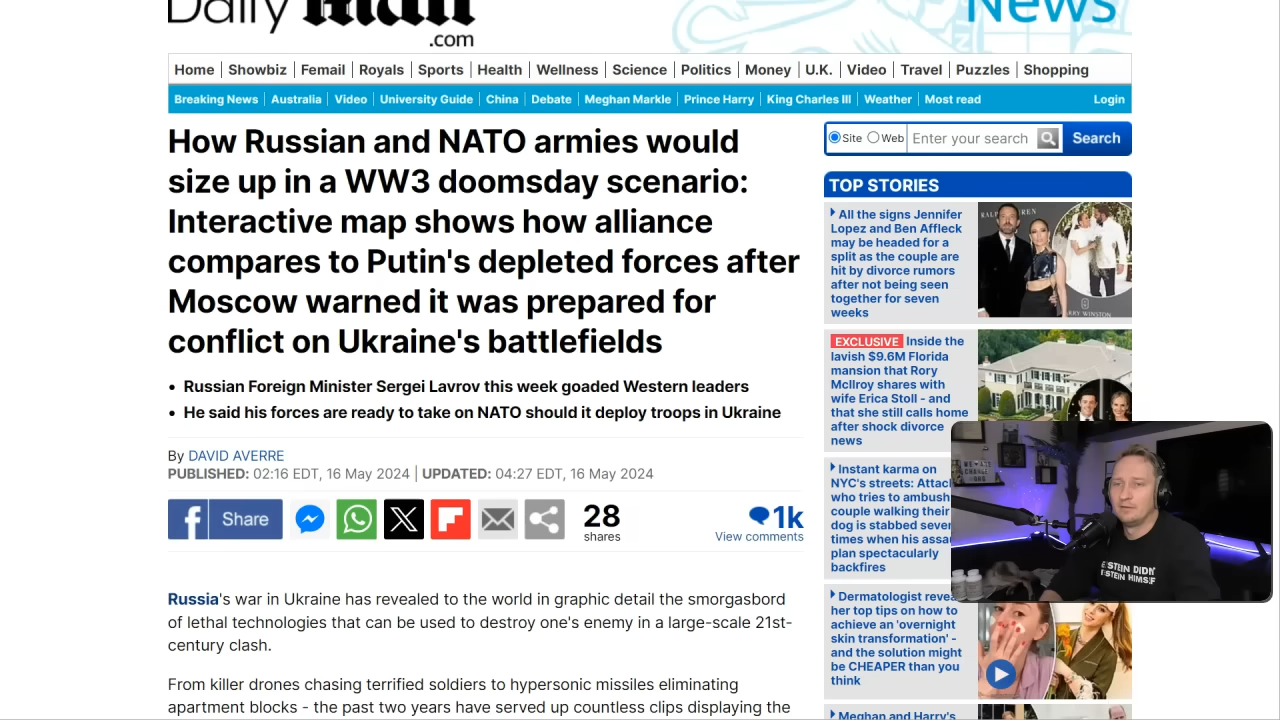 Daily Mail
.com
News
Home Showbiz Femail Royals Sports Health Wellness Science Politics Money U.K. Video Travel Puzzles Shopping
Breaking News Australia Video University Guide China Debate Meghan Markle Prince Harry King Charles III Weather Most read Login
How Russian and NATO armies would
size up in a WW3 doomsday scenario:
Interactive map shows how alliance
compares to Putin's depleted forces after
Moscow warned it was prepared for
conflict on Ukraine's battlefields
• Russian Foreign Minister Sergei Lavrov this week goaded Western leaders
• He said his forces are ready to take on NATO should it deploy troops in Ukraine
By DAVID AVERRE
PUBLISHED: 02:16 EDT, 16 May 2024 | UPDATED: 04:27 EDT, 16 May 2024
Share
28
shares
1k
View comments
Russia's war in Ukraine has revealed to the world in graphic detail the smorgasbord
of lethal technologies that can be used to destroy one's enemy in a large-scale 21st-
century clash.
From killer drones chasing terrified soldiers to hypersonic missiles eliminating
apartment blocks - the past two years have served up countless clips displaying the
Site Web Enter your search Search
TOP STORIES
All the signs Jennifer
Lopez and Ben Affleck
may be headed for a
split as the couple are
hit by divorce rumors
after not being seen
together for seven
weeks
EXCLUSIVE Inside the
lavish $9.6M Florida
mansion that Rory
McIlroy shares with
wife Erica Stoll - and
that she still calls home
after shock divorce
news
Instant karma on
NYC's streets:
who tries to ambush
couple walking their
dog is stabbed
times when his
plan spectacularly
backfires
Dermatologist
her top tips on how to
achieve an 'overnight
skin transformation' -
and the solution might
be CHEAPER than you
think
Meghan and Harry's